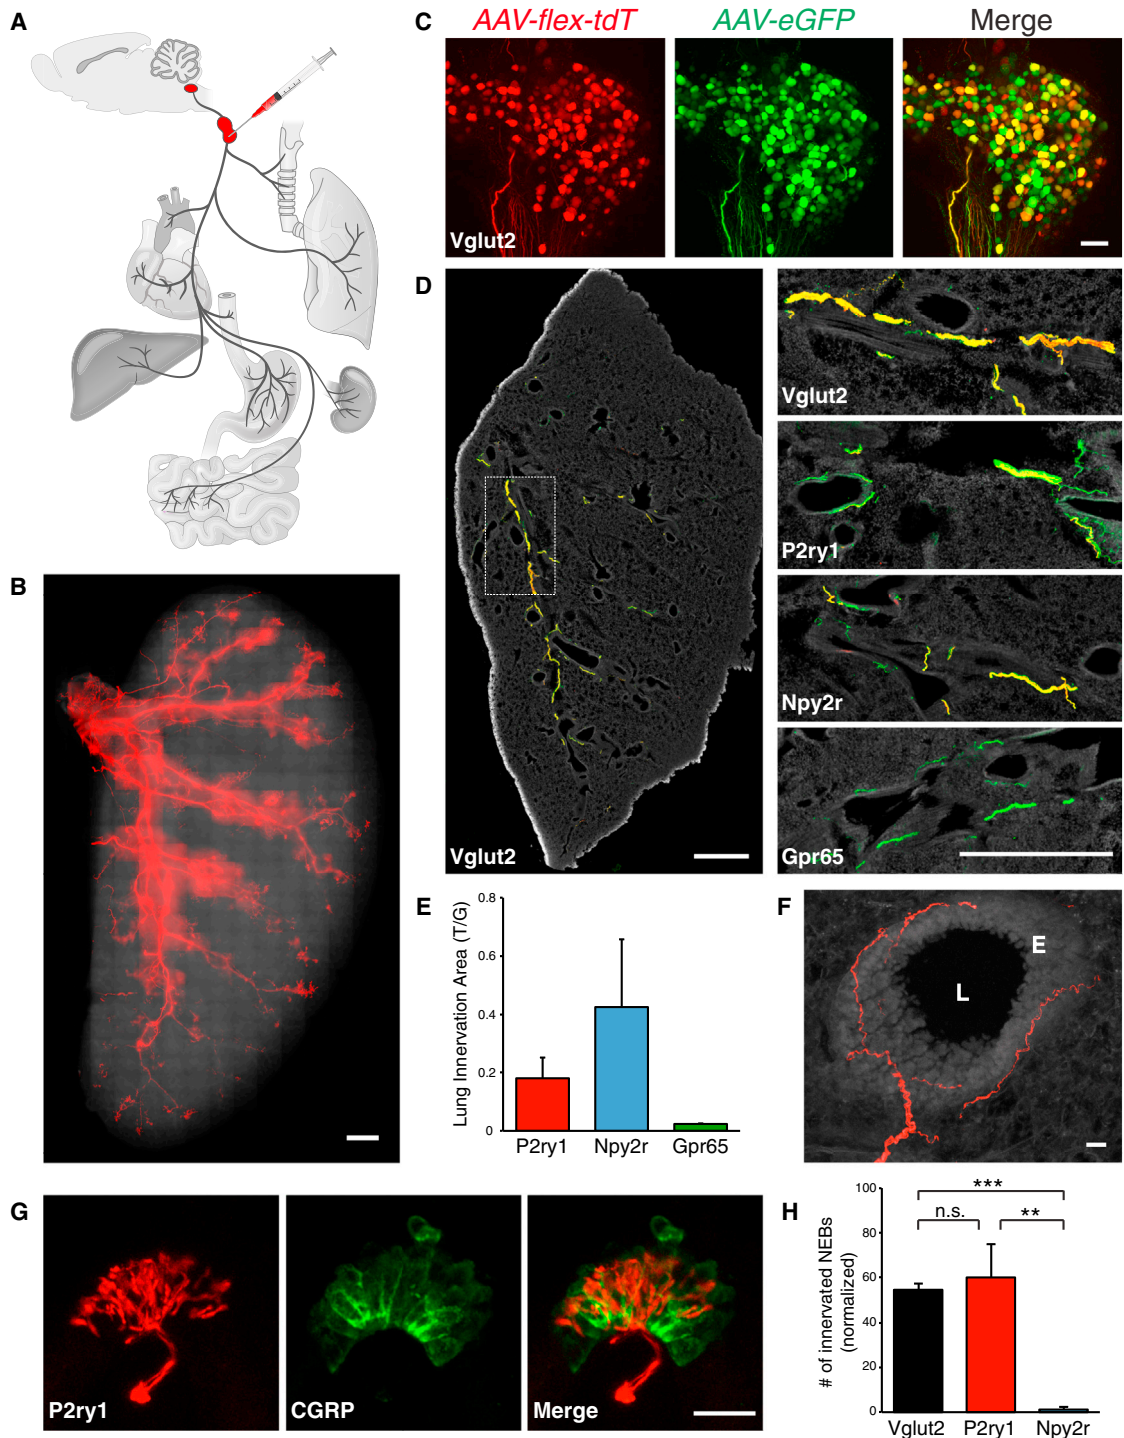 A
C
AAV-flex-tdT
AAV-eGFP
Merge
Vglut2
D
Vglut2
Vglut2
P2ry1
Npy2r
Gpr65
B
E
Lung Innervation Area (T/G)
0.8
0.6
0.4
0.2
0
P2ry1 Npy2r Gpr65
F
E
L
G
P2ry1
CGRP
Merge
H
# of innervated NEBs
(normalized)
100
80
60
40
20
0
***
n.s.
**
Vglut2 P2ry1 Npy2r